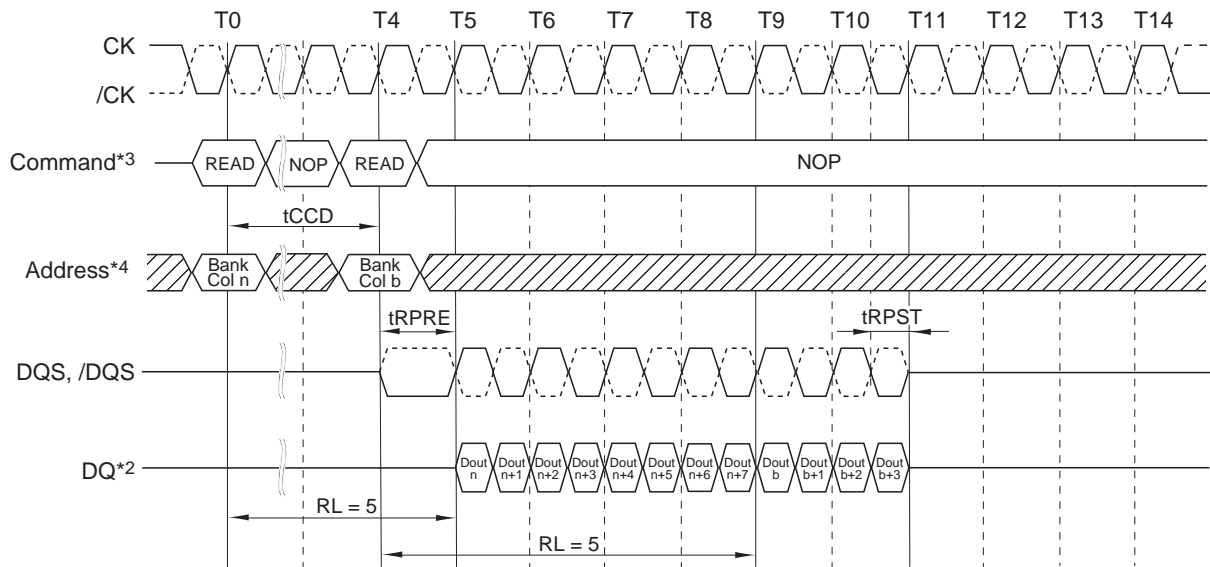 T0 T4 T5 T6 T7 T8 T9 T10 T11 T12 T13 T14
CK
/CK
Command*3 READ NOP READ NOP
tCCD
Address*4 Bank Col n Bank Col b
tRPRE tRPST
DQS, /DQS
DQ*2 Dout n Dout n+1 Dout n+2 Dout n+3 Dout n+4 Dout n+5 Dout n+6 Dout n+7 Dout b Dout b+1 Dout b+2 Dout b+3
RL = 5
RL = 5